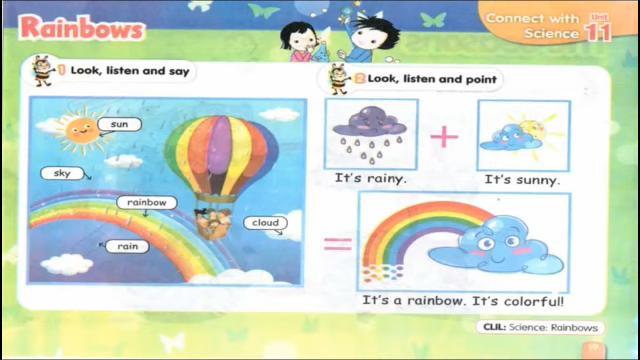 Rainbows
Connect with
Science
Unit
11
1 Look, listen and say
2 Look, listen and point
sun
sky
rainbow
cloud
rain
It's rainy.
It's sunny.
It's a rainbow. It's colorful!
CLIL: Science: Rainbows